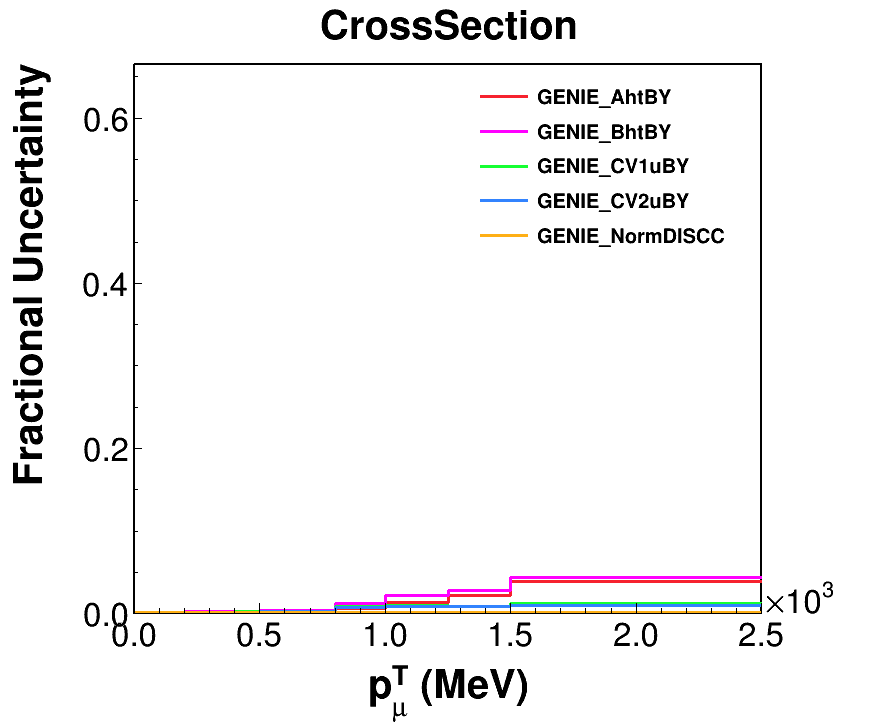 CrossSection
Fractional Uncertainty
0.6
0.4
0.2
0.0
GENIE_AhtBY
GENIE_BhtBY
GENIE_CV1uBY
GENIE_CV2uBY
GENIE_NormDISCC
×10³
0.0 0.5 1.0 1.5 2.0 2.5
p_μ^T (MeV)